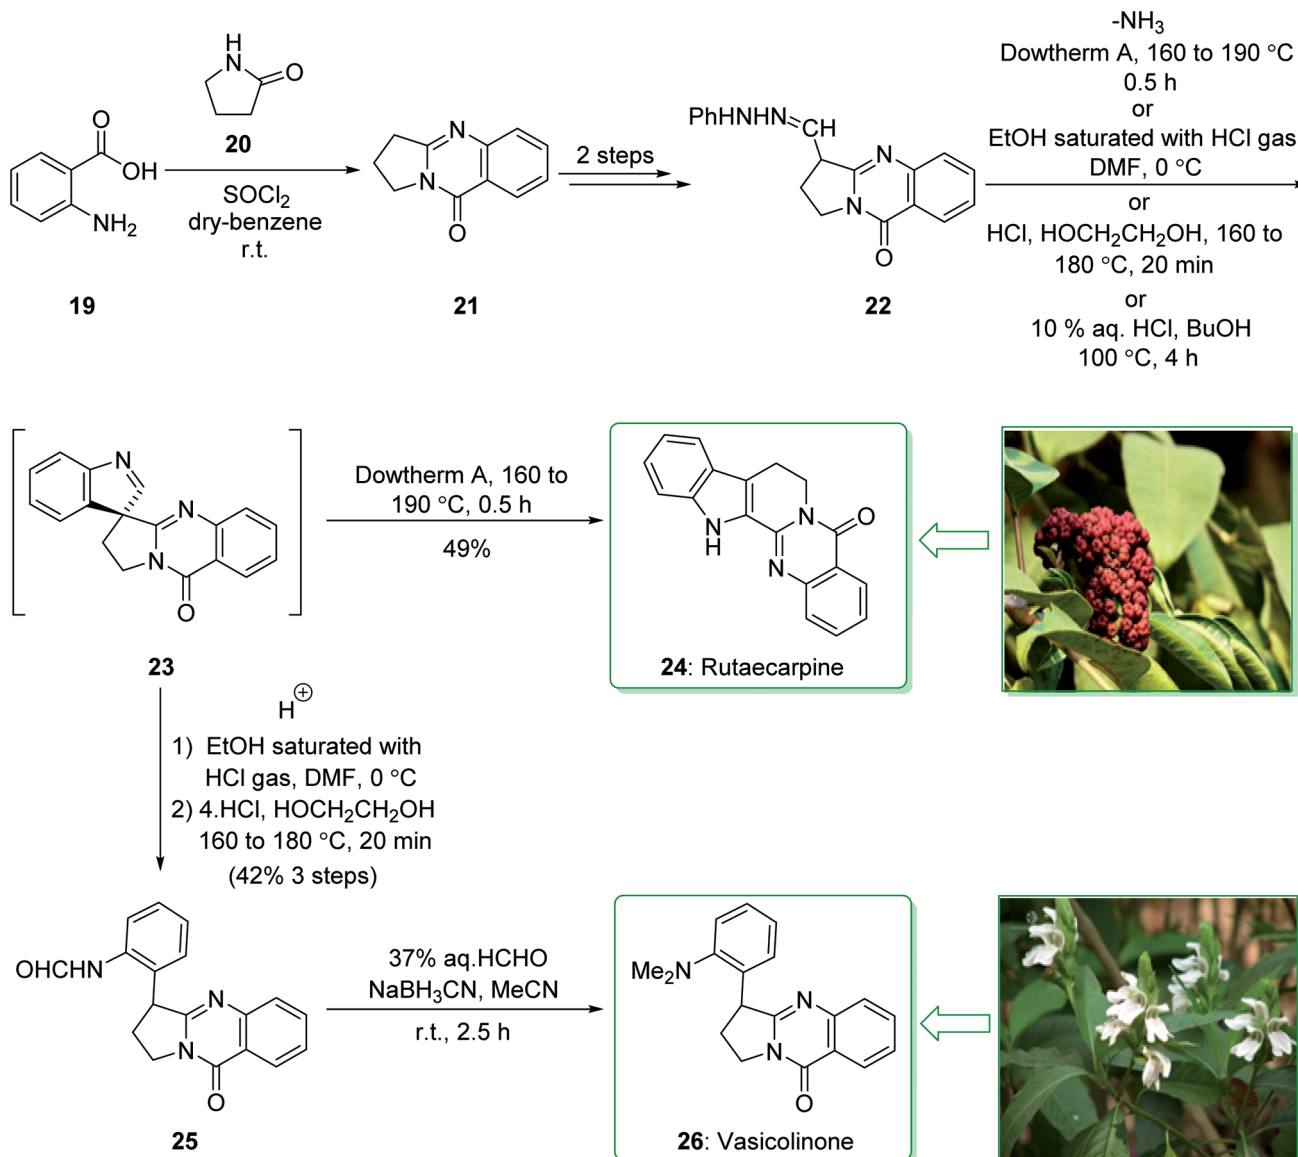 H
N
O
20
O
OH
NH2
SOCl2
dry-benzene
r.t.
19
N
N
O
21
2 steps
PhHNHN
CH
N
N
O
22
-NH3
Dowtherm A, 160 to 190 °C
0.5 h
or
EtOH saturated with HCl gas
DMF, 0 °C
or
HCl, HOCH2CH2OH, 160 to
180 °C, 20 min
or
10 % aq. HCl, BuOH
100 °C, 4 h
N
N
N
O
23
Dowtherm A, 160 to
190 °C, 0.5 h
49%
N
H
N
O
N
24: Rutaecarpine
H⊕
1) EtOH saturated with
HCl gas, DMF, 0 °C
2) 4.HCl, HOCH2CH2OH
160 to 180 °C, 20 min
(42% 3 steps)
OHCHN
N
N
O
25
37% aq.HCHO
NaBH3CN, MeCN
r.t., 2.5 h
Me2N
N
N
O
26: Vasicolinone